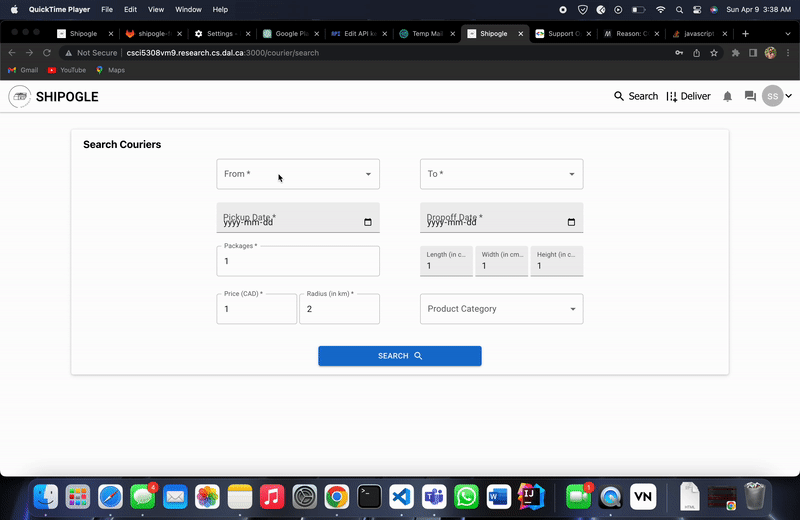 QuickTime Player File Edit View Window Help Sun Apr 9 3:38 AM
Shipogle shipogle-f Settings - Google Pl Edit API ke Temp Mail Shipogle Support O Reason: C javascript
Not Secure csci5308vm9.research.cs.dal.ca:3000/courier/search
Gmail YouTube Maps
SHIPOGLE Search Deliver SS
Search Couriers
From * To *
Pickup Date * Dropoff Date *
yyyy-mm-dd yyyy-mm-dd
Packages * Length (in c... Width (in cm... Height (in c...
1 1 1 1
Price (CAD) * Radius (in km) *
1 2 Product Category
SEARCH
4 1
VN